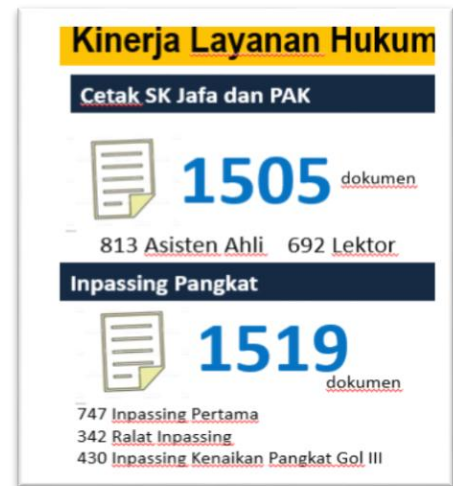 Kinerja Layanan Hukum
Cetak SK Jafa dan PAK
1505 dokumen
813 Asisten Ahli 692 Lektor
Inpassing Pangkat
1519
dokumen
747 Inpassing Pertama
342 Ralat Inpassing
430 Inpassing Kenaikan Pangkat Gol III